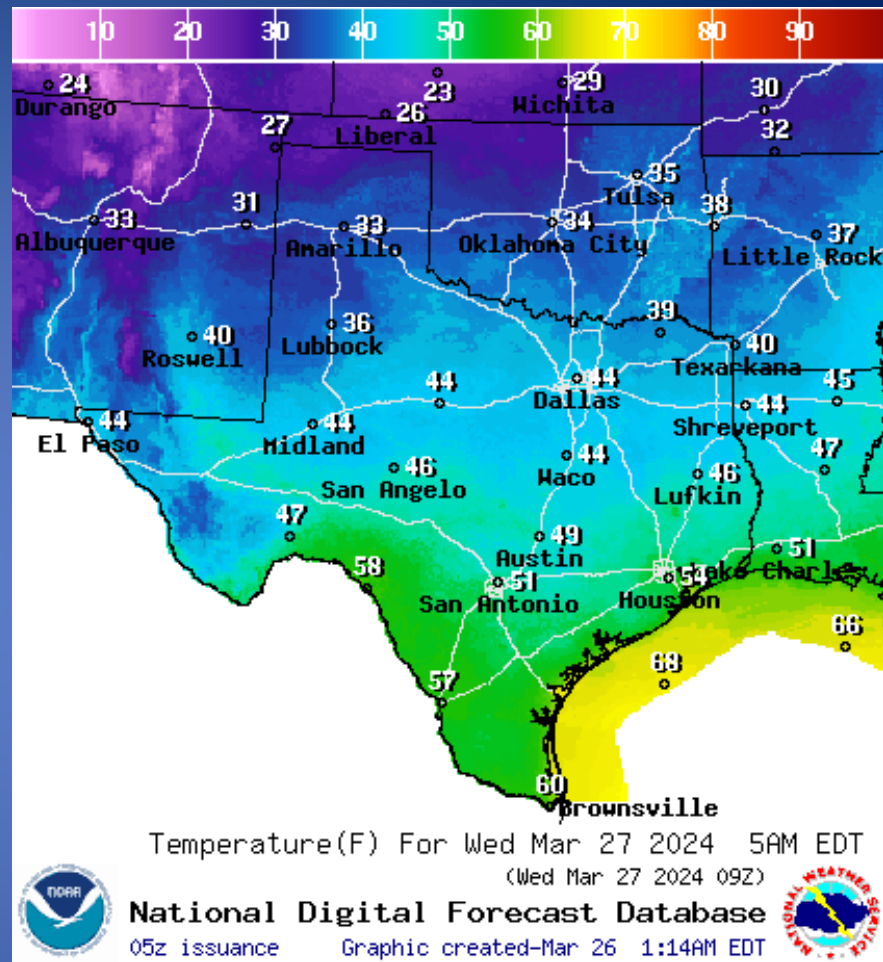 10 20 30 40 50 60 70 80 90
24
Durango
23
29
Wichita
26
Liberal
30
27
32
35
Tulsa
33
Albuquerque
31
33
Amarillo
34
Oklahoma City
38
37
Little Rock
40
Roswell
36
Lubbock
39
40
Texarkana
44
El Paso
44
Midland
44
44
Dallas
44
Shreveport
45
46
San Angelo
44
Waco
46
Lufkin
47
47
49
Austin
58
51
San Antonio
54
Houston
51
Lake Charles
66
68
57
60
Brownsville
Temperature(F) For Wed Mar 27 2024 5AM EDT
(Wed Mar 27 2024 09Z)
NOAA
National Digital Forecast Database
05z issuance Graphic created-Mar 26 1:14AM EDT
NATIONAL WEATHER SERVICE